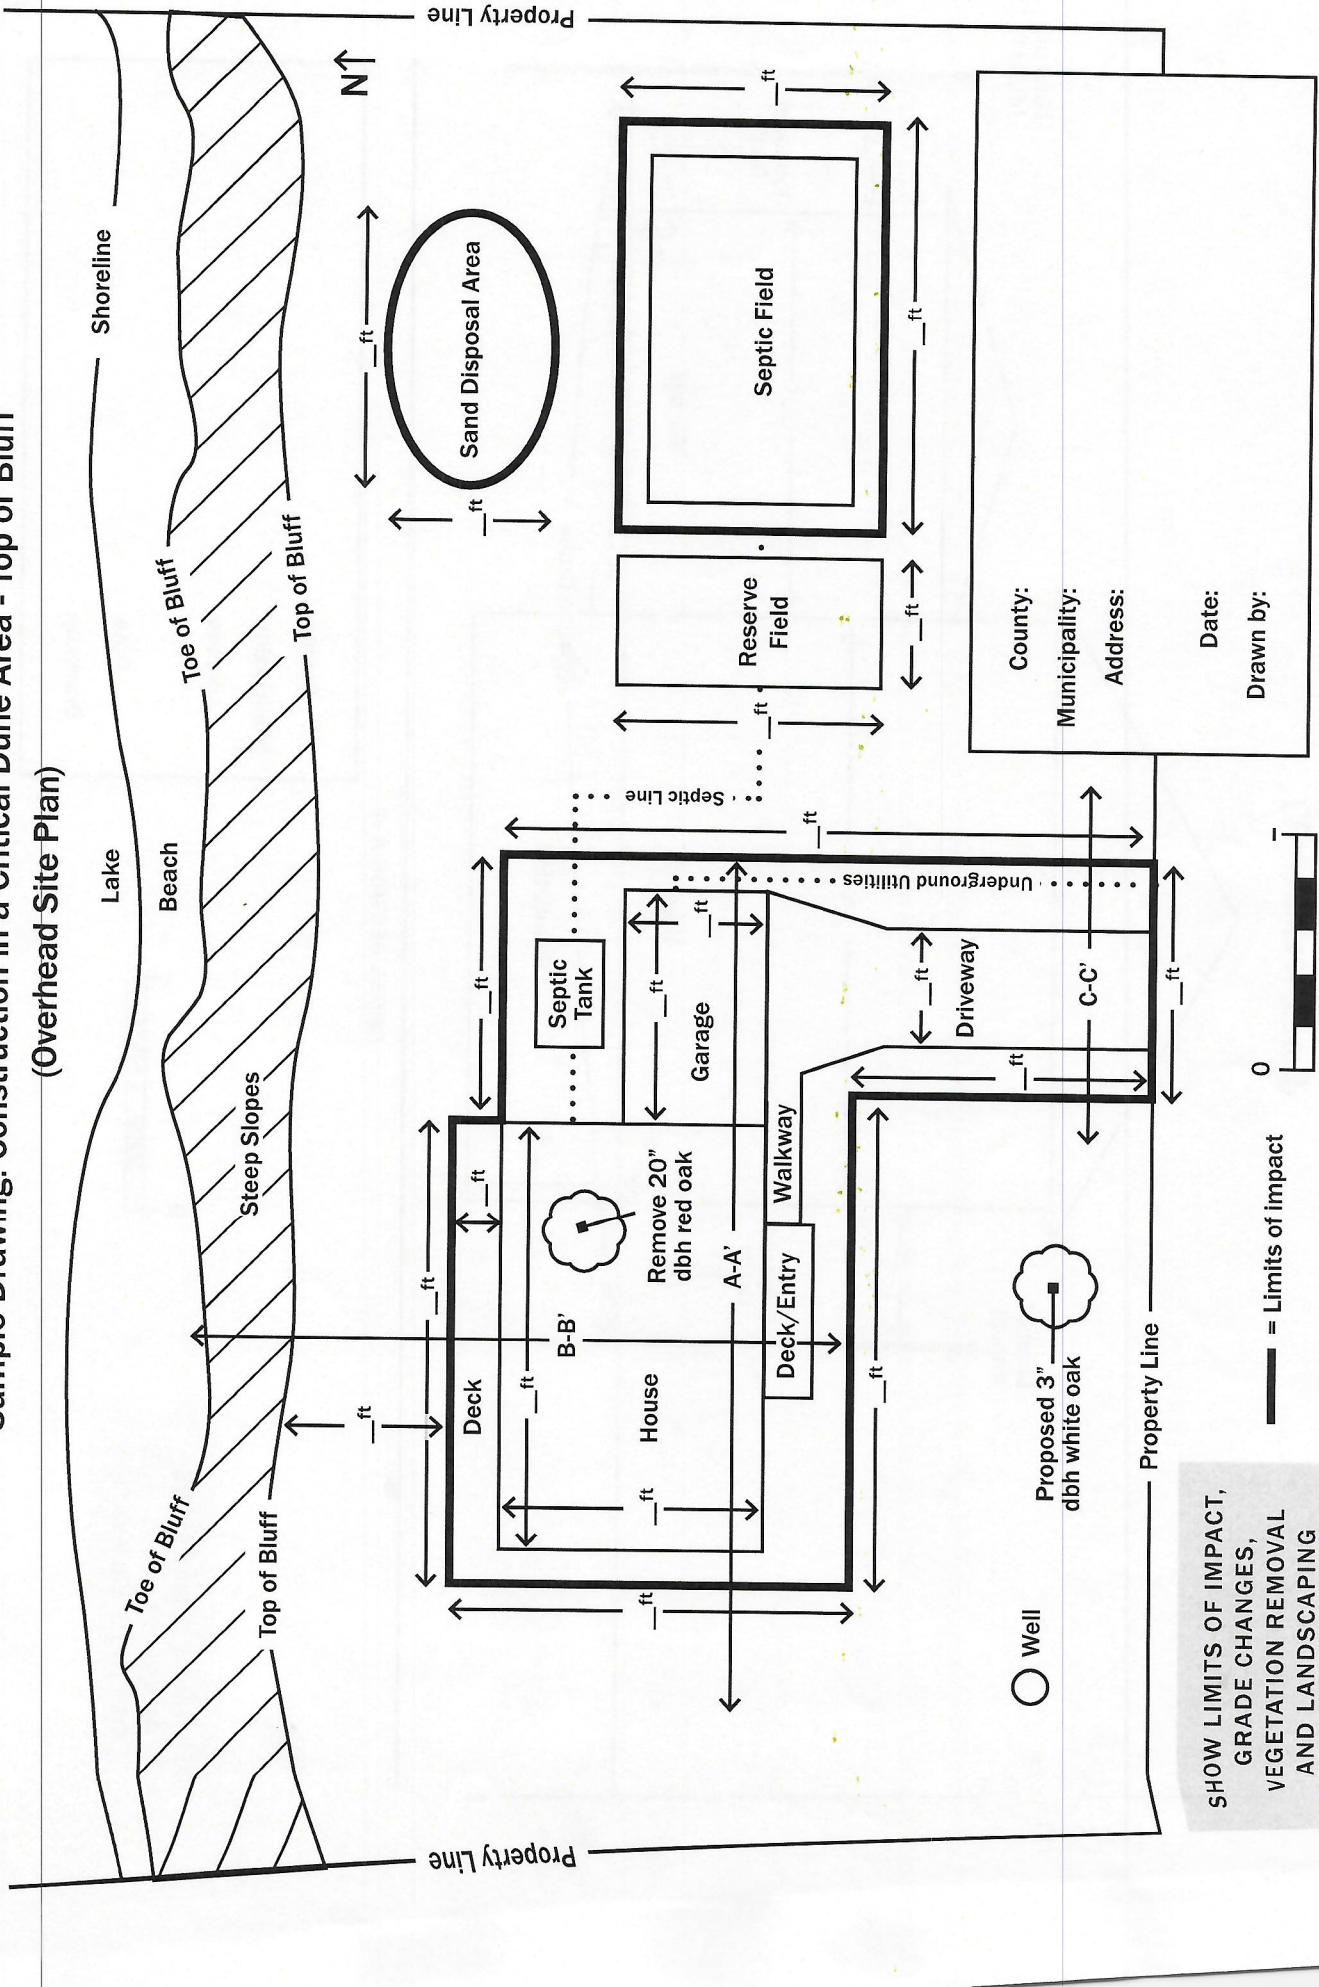 Sample Drawing: Construction in a Critical Dune Area - Top of Bluff
(Overhead Site Plan)
Lake
Shoreline
Beach
Toe of Bluff
Toe of Bluff
Steep Slopes
Top of Bluff
Top of Bluff
N
Property Line
Property Line
__ft
__ft
__ft
Deck
__ft
__ft
Septic
Tank
Septic Line
__ft
Sand Disposal Area
__ft
__ft
B-B'
House
__ft
__ft
Remove 20"
dbh red oak
A-A'
Garage
__ft
__ft
Underground Utilities
__ft
Reserve
Field
__ft
Septic Field
__ft
__ft
__ft
Deck/Entry
Walkway
__ft
__ft
__ft
Driveway
C-C'
__ft
Well
Proposed 3"
dbh white oak
Property Line
County:
Municipality:
Address:
Date:
Drawn by:
SHOW LIMITS OF IMPACT,
GRADE CHANGES,
VEGETATION REMOVAL
AND LANDSCAPING
= Limits of impact
0